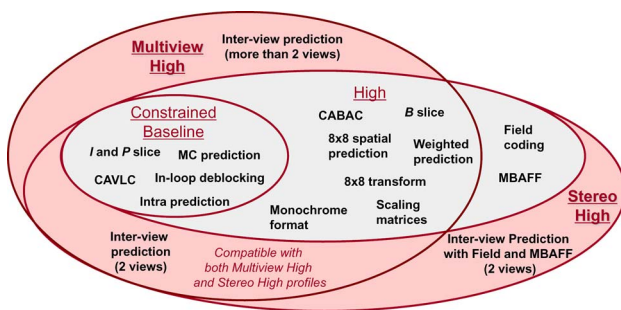 Multiview
High
Inter-view prediction
(more than 2 views)
High
CABAC
B slice
Constrained
Baseline
8x8 spatial
prediction
Weighted
prediction
Field
coding
I and P slice
MC prediction
CAVLC
In-loop deblocking
8x8 transform
MBAFF
Intra prediction
Monochrome
format
Scaling
matrices
Stereo
High
Inter-view
prediction
(2 views)
Compatible with
both Multiview High
and Stereo High profiles
Inter-view Prediction
with Field and MBAFF
(2 views)